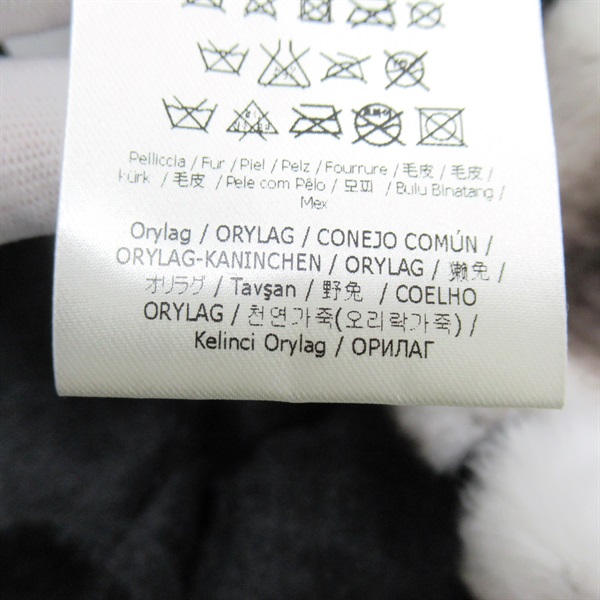 Pelliccia / Fur / Piel / Pelz / Fourrure / 毛皮 / 毛皮 /
kürk / 毛皮 / Pele com Pêlo / 모피 / Bulu Binatang /
Mex
Orylag / ORYLAG / CONEJO COMÚN /
ORYLAG-KANINCHEN / ORYLAG / 獭兔/
オリラグ / Tavşan / 野兔 / COELHO
ORYLAG / 천연가죽(오리락가죽) /
Kelinci Orylag / ОРИЛАГ